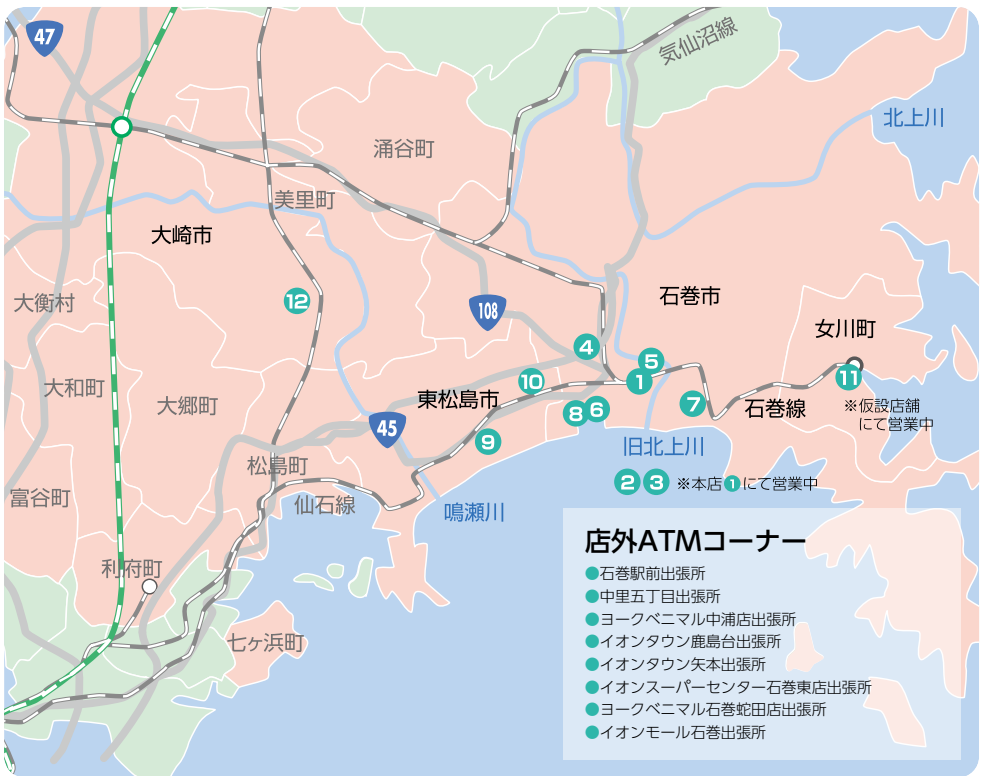 47
気仙沼線
北上川
涌谷町
美里町
大崎市
大衡村
12
石巻市
108
女川町
4
5
大和町
10
1
11
大郷町
東松島市
8
6
7
石巻線
※仮設店舗
にて営業中
45
9
旧北上川
松島町
2 3 ※本店1にて営業中
富谷町
仙石線
鳴瀬川
利府町
七ヶ浜町
店外ATMコーナー
●石巻駅前出張所
●中里五丁目出張所
●ヨークベニマル中浦店出張所
●イオンタウン鹿島台出張所
●イオンタウン矢本出張所
●イオンスーパーセンター石巻東店出張所
●ヨークベニマル石巻蛇田店出張所
●イオンモール石巻出張所